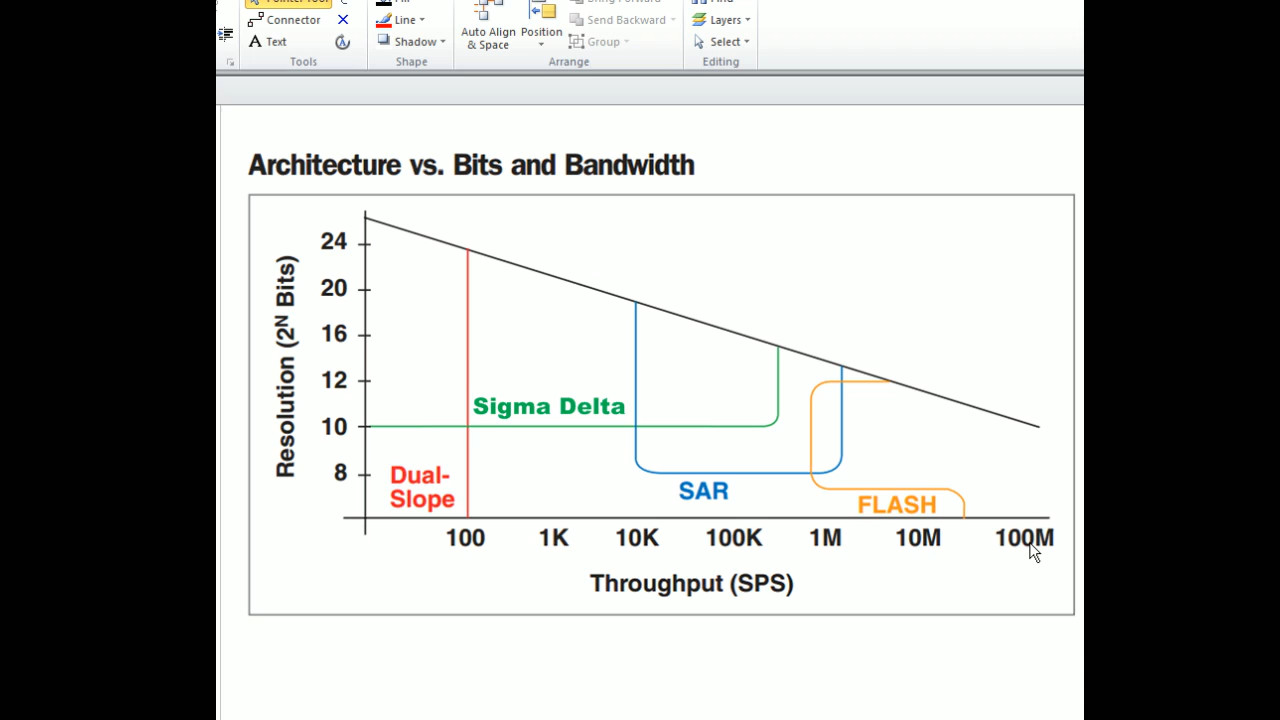 Connector
Text
Tools
Line
Shadow
Shape
Auto Align
& Space
Position
Send Backward
Group
Arrange
Layers
Select
Editing
Architecture vs. Bits and Bandwidth
Resolution (2N Bits)
24
20
16
12
10
8
Sigma Delta
Dual-
Slope
SAR
FLASH
100 1K 10K 100K 1M 10M 100M
Throughput (SPS)